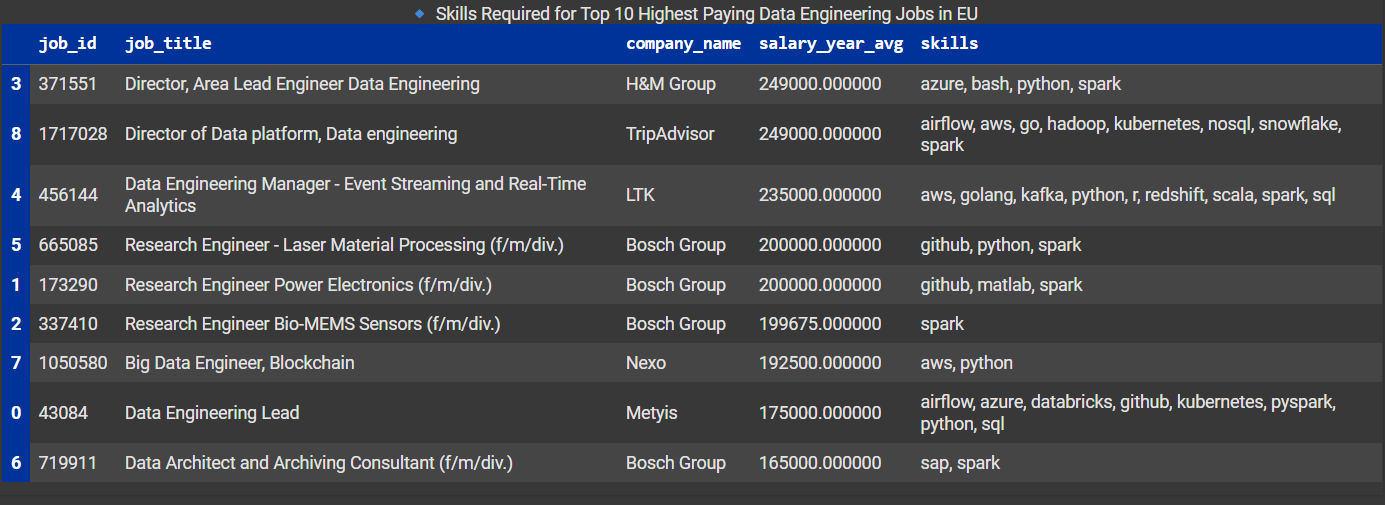 🔹 Skills Required for Top 10 Highest Paying Data Engineering Jobs in EU
job_id job_title company_name salary_year_avg skills
3 371551 Director, Area Lead Engineer Data Engineering H&M Group 249000.000000 azure, bash, python, spark
8 1717028 Director of Data platform, Data engineering TripAdvisor 249000.000000 airflow, aws, go, hadoop, kubernetes, nosql, snowflake,
spark
4 456144 Data Engineering Manager - Event Streaming and Real-Time
Analytics LTK 235000.000000 aws, golang, kafka, python, r, redshift, scala, spark, sql
5 665085 Research Engineer - Laser Material Processing (f/m/div.) Bosch Group 200000.000000 github, python, spark
1 173290 Research Engineer Power Electronics (f/m/div.) Bosch Group 200000.000000 github, matlab, spark
2 337410 Research Engineer Bio-MEMS Sensors (f/m/div.) Bosch Group 199675.000000 spark
7 1050580 Big Data Engineer, Blockchain Nexo 192500.000000 aws, python
0 43084 Data Engineering Lead Metyis 175000.000000 airflow, azure, databricks, github, kubernetes, pyspark,
python, sql
6 719911 Data Architect and Archiving Consultant (f/m/div.) Bosch Group 165000.000000 sap, spark